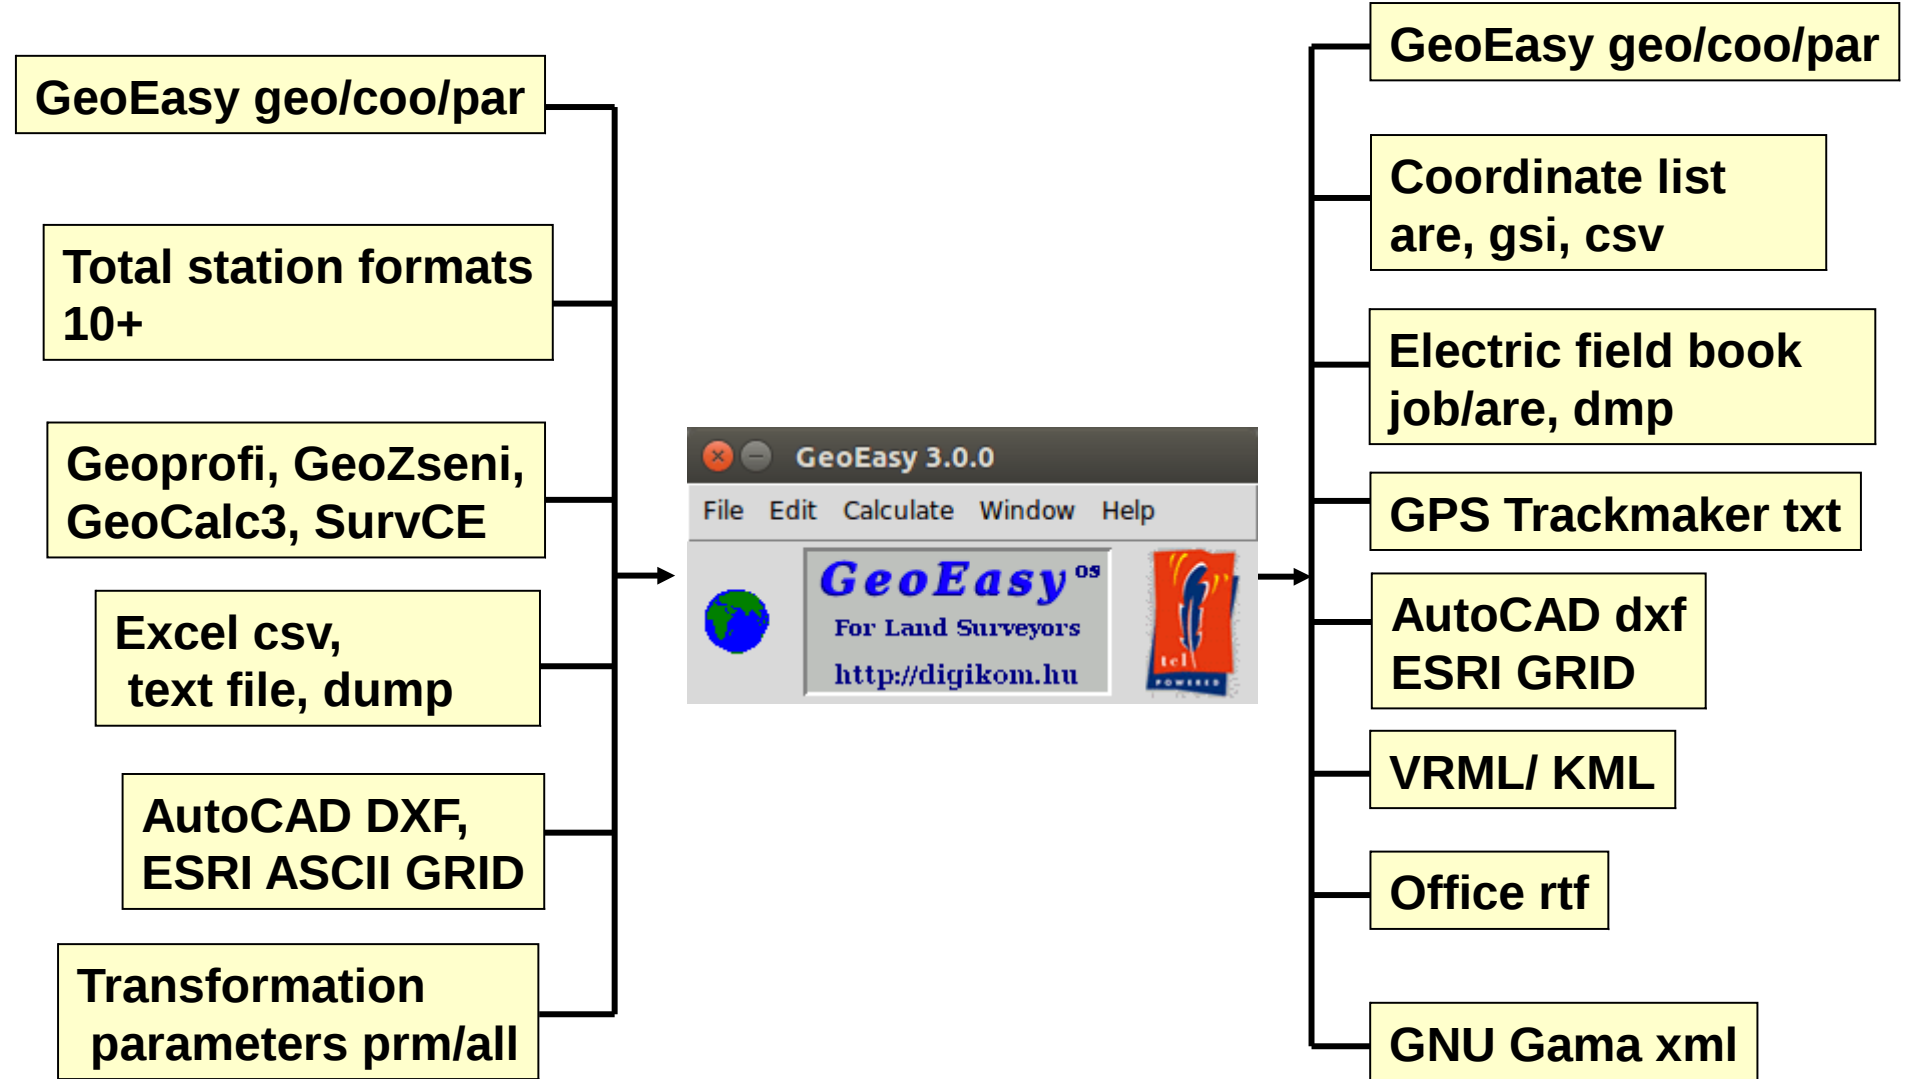 GeoEasy geo/coo/par
Total station formats
10+
Geoprofi, GeoZseni,
GeoCalc3, SurvCE
Excel csv,
text file, dump
AutoCAD DXF,
ESRI ASCII GRID
Transformation
parameters prm/all
GeoEasy 3.0.0
File Edit Calculate Window Help
GeoEasy os
For Land Surveyors
http://digikom.hu
tcl
POWERED
GeoEasy geo/coo/par
Coordinate list
are, gsi, csv
Electric field book
job/are, dmp
GPS Trackmaker txt
AutoCAD dxf
ESRI GRID
VRML/ KML
Office rtf
GNU Gama xml